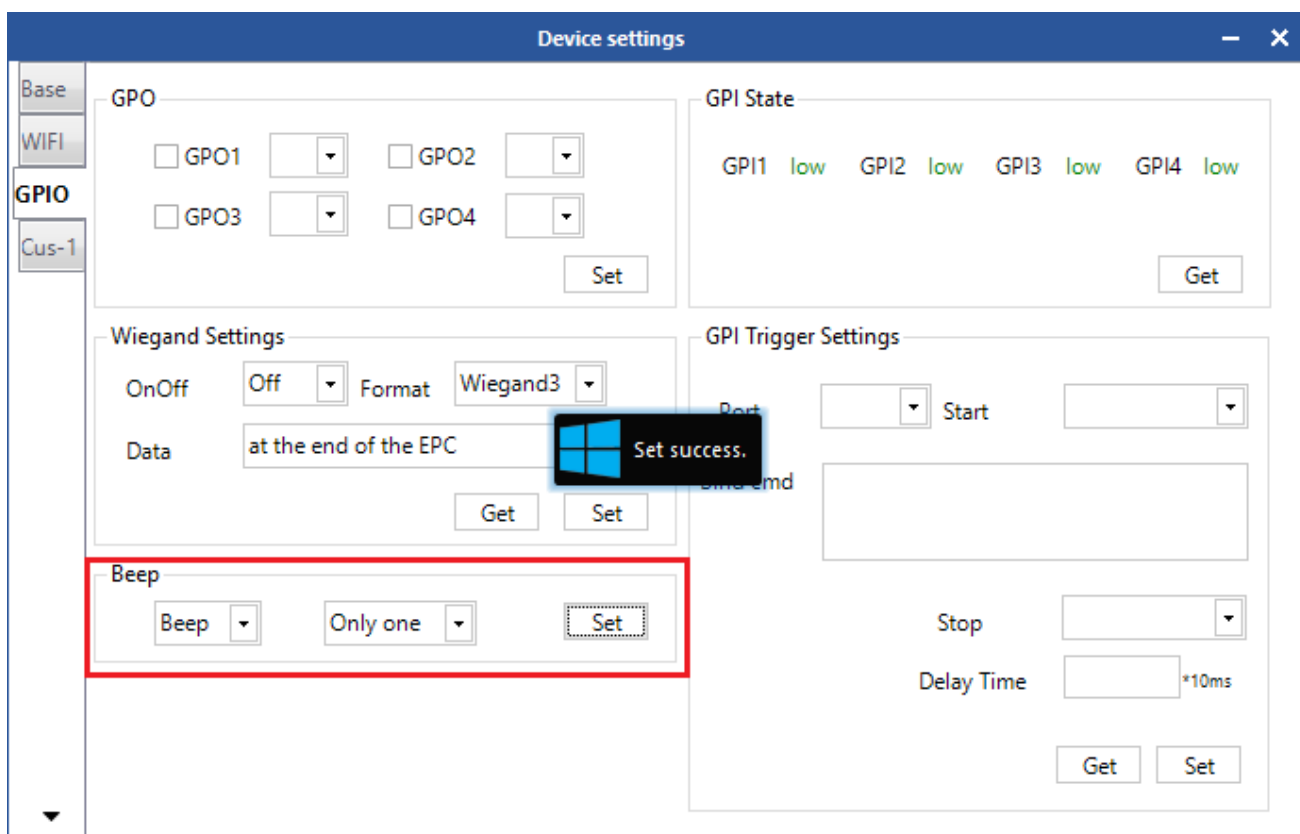 Device settings
Base
WIFI
GPIO
Cus-1
GPO
GPO1
GPO2
GPO3
GPO4
Set
GPI State
GPI1 low GPI2 low GPI3 low GPI4 low
Get
Wiegand Settings
OnOff Off Format Wiegand3
Data at the end of the EPC
Get Set
Set success.
Beep
Beep Only one Set
GPI Trigger Settings
Port Start
cmd
Stop
Delay Time *10ms
Get Set